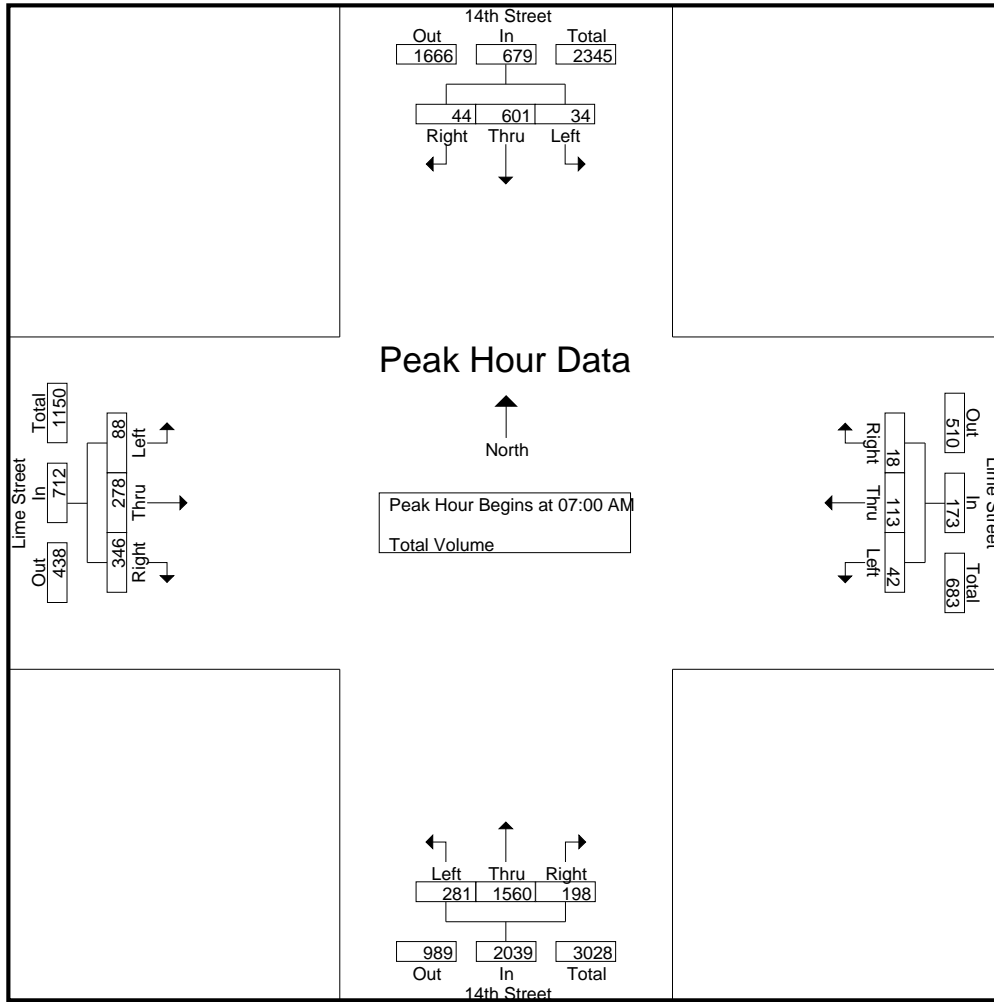 14th Street
Out In Total
1666 679 2345
44 601 34
Right Thru Left
Peak Hour Data
North
Peak Hour Begins at 07:00 AM
Total Volume
Lime Street
Out In Total
438 712 1150
Right Thru Left
346 278 88
Lime Street
Out In Total
510 173 683
18 113 42
Right Thru Left
Left Thru Right
281 1560 198
989 2039 3028
Out In Total
14th Street